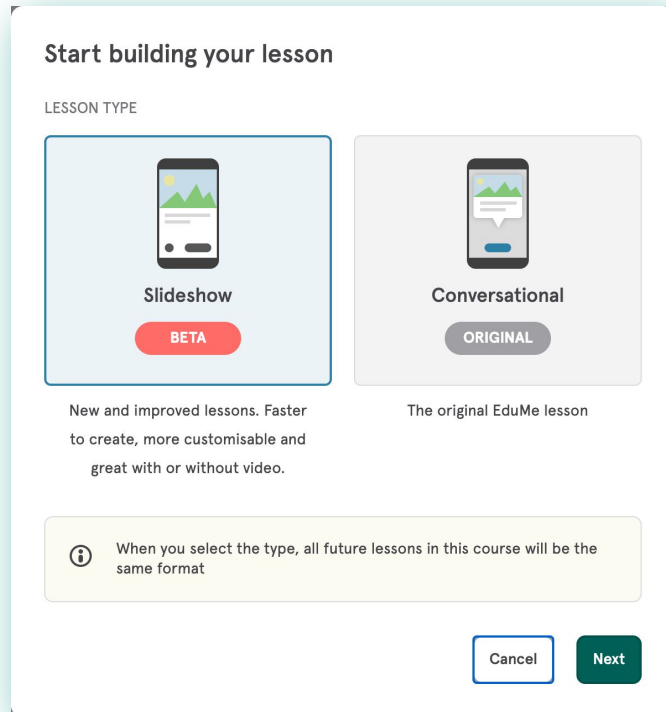 Start building your lesson
LESSON TYPE
Slideshow
BETA
New and improved lessons. Faster
to create, more customisable and
great with or without video.
Conversational
ORIGINAL
The original EduMe lesson
When you select the type, all future lessons in this course will be the
same format
Cancel
Next